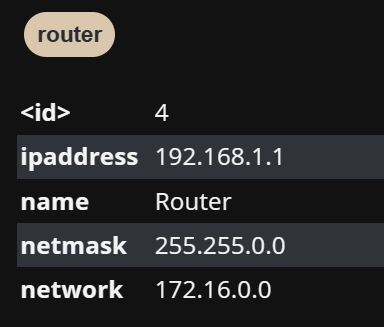 router
<id> 4
ipaddress 192.168.1.1
name Router
netmask 255.255.0.0
network 172.16.0.0